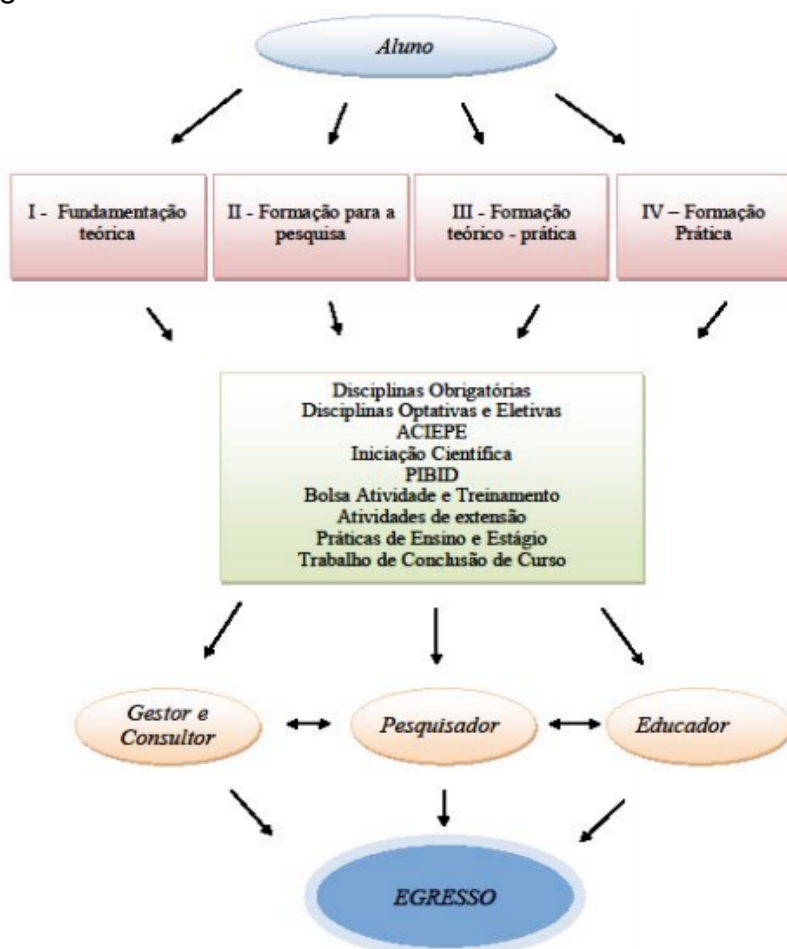 Aluno
I - Fundamentação
teórica
II - Formação para a
pesquisa
III - Formação
teórico - prática
IV – Formação
Prática
Disciplinas Obrigatórias
Disciplinas Optativas e Eletivas
ACIEPE
Iniciação Científica
PIBID
Bolsa Atividade e Treinamento
Atividades de extensão
Práticas de Ensino e Estágio
Trabalho de Conclusão de Curso
Gestor e
Consultor
Pesquisador
Educador
EGRESSO